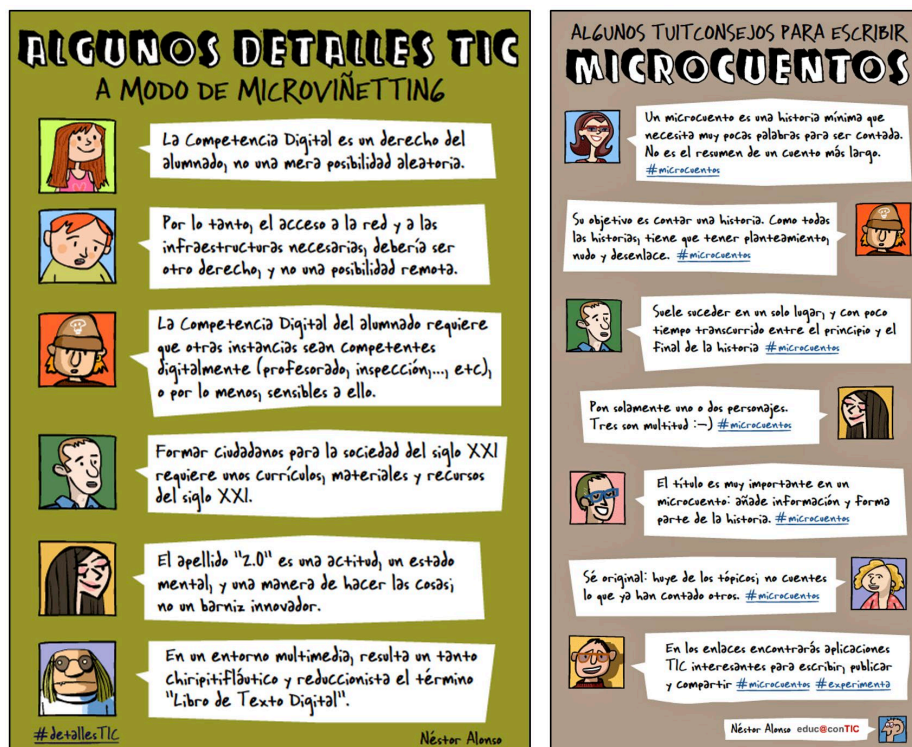 ALGUNOS DETALLES TIC
A MODO DE MICROVIÑETTING
La Competencia Digital es un derecho del
alumnado, no una mera posibilidad aleatoria.
Por lo tanto, el acceso a la red y a las
infraestructuras necesarias, debería ser
otro derecho, y no una posibilidad remota.
La Competencia Digital del alumnado requiere
que otras instancias sean competentes
digitalmente (profesorado, inspección,..., etc),
o por lo menos, sensibles a ello.
Formar ciudadanos para la sociedad del siglo XXI
requiere unos currículos, materiales y recursos
del siglo XXI.
El apellido "2.0" es una actitud, un estado
mental, y una manera de hacer las cosas;
no un barniz innovador.
En un entorno multimedia, resulta un tanto
chiripitifláutico y reduccionista el término
"Libro de Texto Digital".
#detallesTIC
Néstor Alonso
ALGUNOS TUITCONSEJOS PARA ESCRIBIR
MICROCUENTOS
Un microcuento es una historia mínima que
necesita muy pocas palabras para ser contada.
No es el resumen de un cuento más largo.
#microcuentos
Su objetivo es contar una historia. Como todas
las historias, tiene que tener planteamiento,
nudo y desenlace. #microcuentos
Suele suceder en un solo lugar, y con poco
tiempo transcurrido entre el principio y el
final de la historia #microcuentos
Pon solamente uno o dos personajes.
Tres son multitud :-) #microcuentos
El título es muy importante en un
microcuento: añade información y forma
parte de la historia. #microcuentos
Sé original: huye de los tópicos; no cuentes
lo que ya han contado otros. #microcuentos
En los enlaces encontrarás aplicaciones
TIC interesantes para escribir, publicar
y compartir #microcuentos #experimenta
Néstor Alonso educ@conTIC